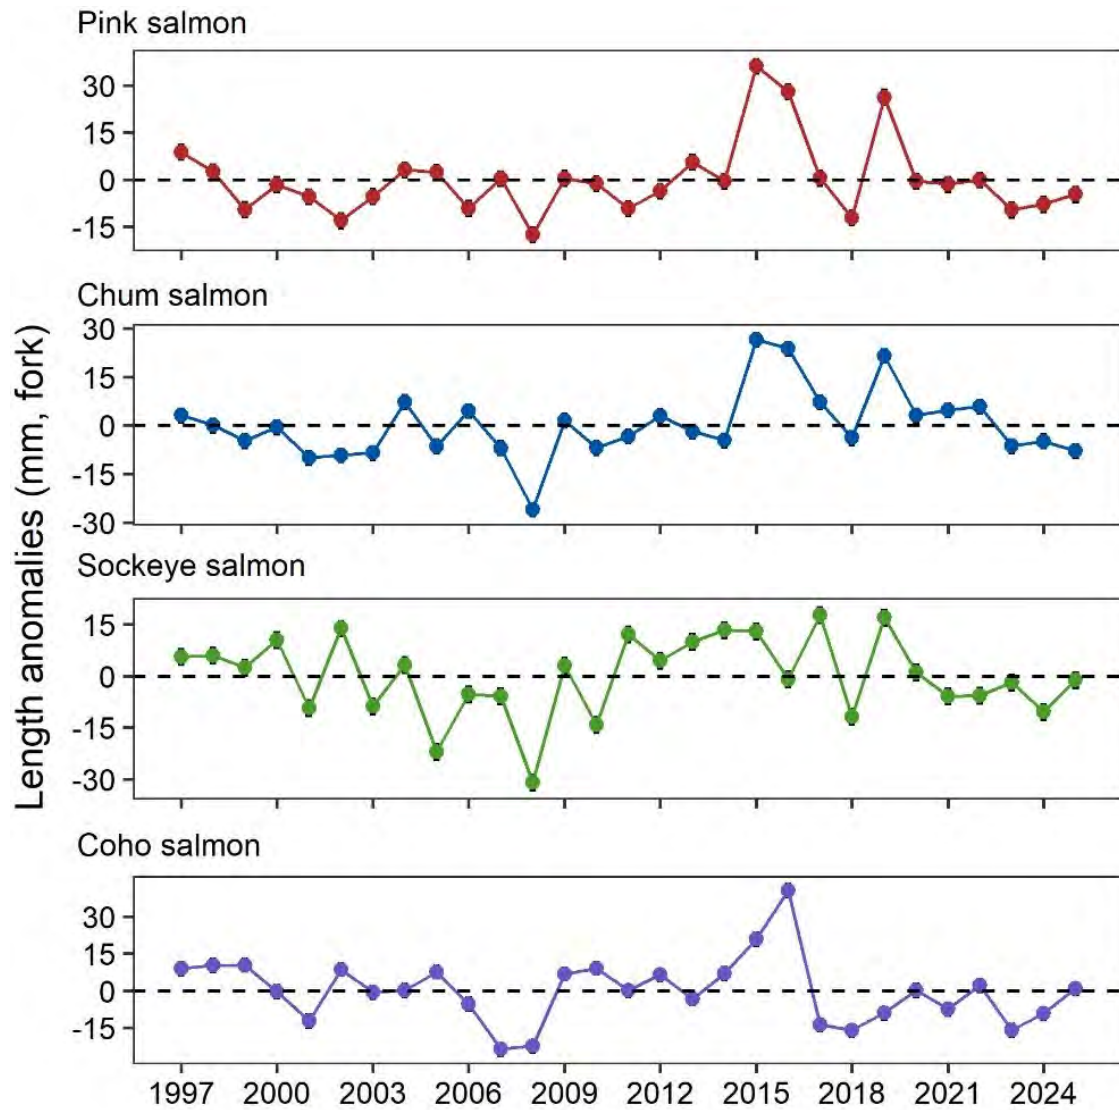 Pink salmon
30
15
0
-15
Chum salmon
30
15
0
-15
-30
Sockeye salmon
15
0
-15
-30
Coho salmon
30
15
0
-15
1997 2000 2003 2006 2009 2012 2015 2018 2021 2024
Length anomalies (mm, fork)